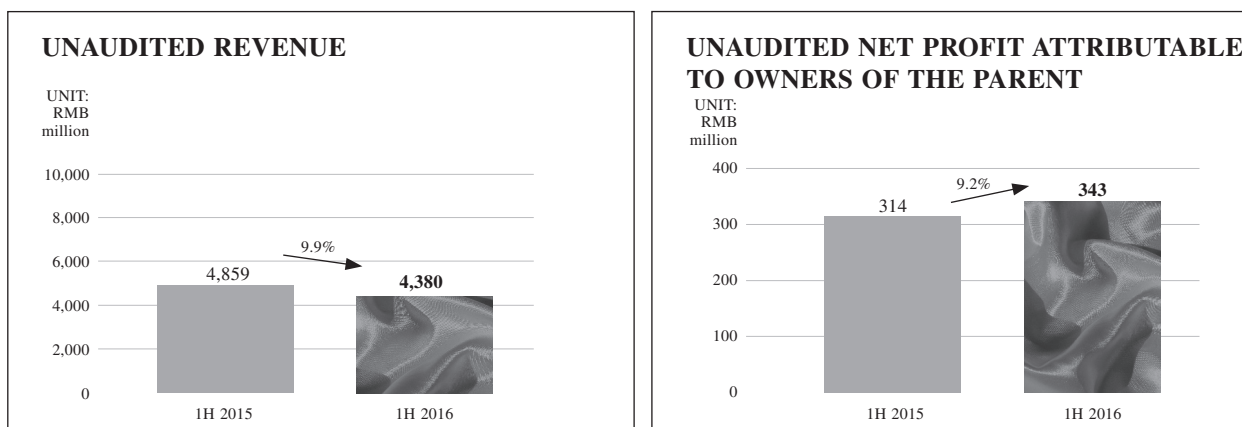 UNAUDITED REVENUE
UNIT:
RMB
million
10,000
8,000
6,000
4,000
2,000
0
9.9%
4,859
4,380
1H 2015
1H 2016
UNAUDITED NET PROFIT ATTRIBUTABLE
TO OWNERS OF THE PARENT
UNIT:
RMB
million
400
300
200
100
0
9.2%
314
343
1H 2015
1H 2016